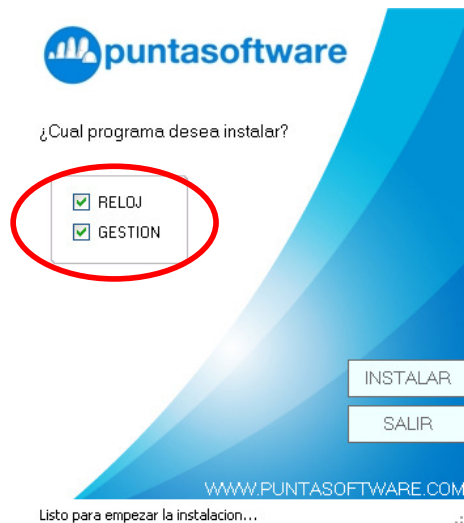 puntasoftware
¿Cual programa desea instalar?
RELOJ
GESTION
INSTALAR
SALIR
WWW.PUNTASOFTWARE.COM
Listo para empezar la instalacion...